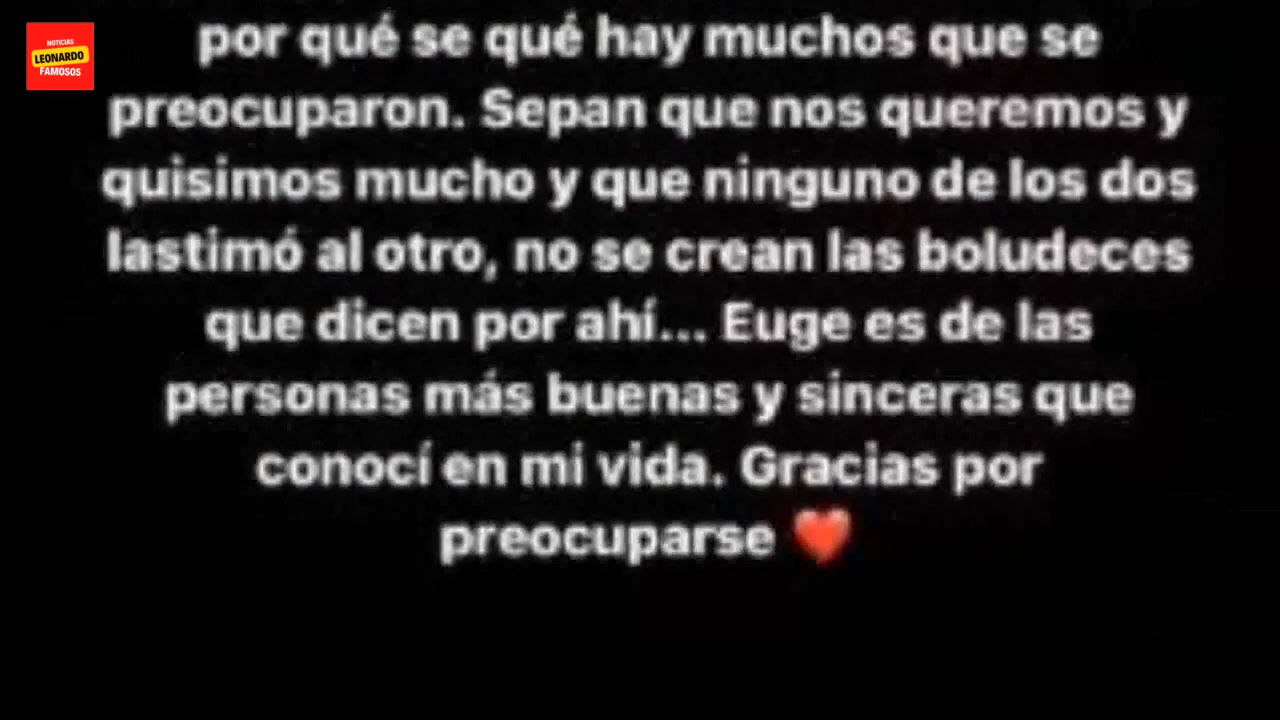 NOTICIAS
LEONARDO
FAMOSOS
por qué se qué hay muchos que se
preocuparon. Sepan que nos queremos y
quisimos mucho y que ninguno de los dos
lastimó al otro, no se crean las boludeces
que dicen por ahí... Euge es de las
personas más buenas y sinceras que
conocí en mi vida. Gracias por
preocuparse ❤️